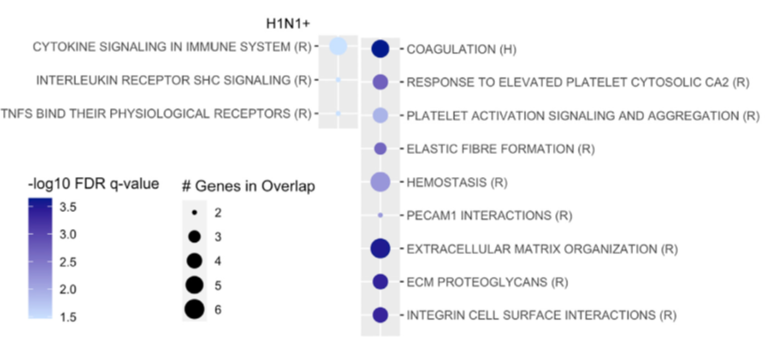 H1N1+
CYTOKINE SIGNALING IN IMMUNE SYSTEM (R)
INTERLEUKIN RECEPTOR SHC SIGNALING (R)
TNFS BIND THEIR PHYSIOLOGICAL RECEPTORS (R)
COAGULATION (H)
RESPONSE TO ELEVATED PLATELET CYTOSOLIC CA2 (R)
PLATELET ACTIVATION SIGNALING AND AGGREGATION (R)
ELASTIC FIBRE FORMATION (R)
HEMOSTASIS (R)
PECAM1 INTERACTIONS (R)
EXTRACELLULAR MATRIX ORGANIZATION (R)
ECM PROTEOGLYCANS (R)
INTEGRIN CELL SURFACE INTERACTIONS (R)
-log10 FDR q-value
3.5
3.0
2.5
2.0
1.5
# Genes in Overlap
2
3
4
5
6